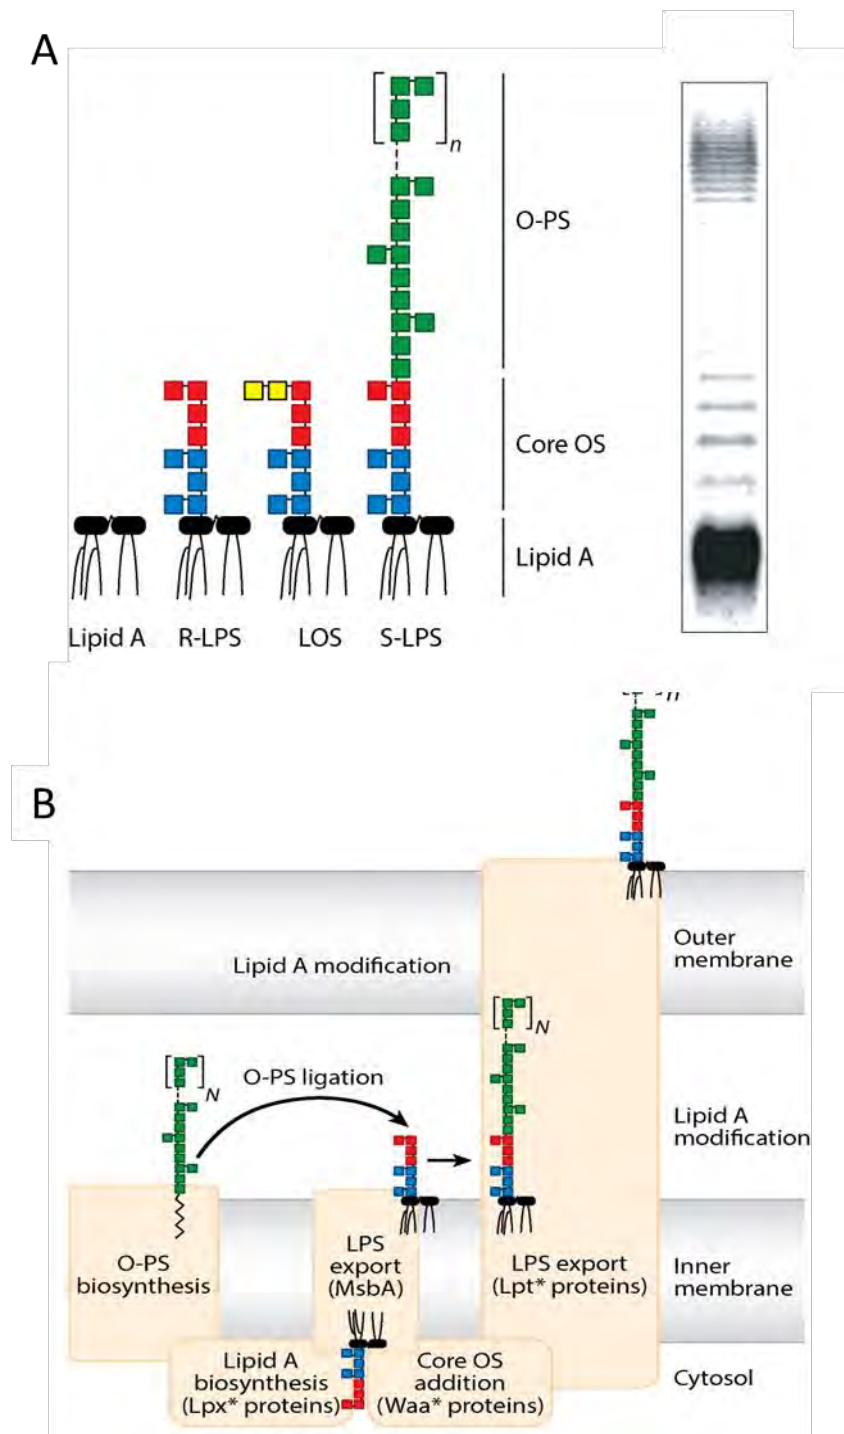 A
n
O-PS
Core OS
Lipid A
Lipid A R-LPS LOS S-LPS
n
B
Outer
membrane
Lipid A modification
N
N
O-PS ligation
Lipid A
modification
O-PS
biosynthesis
LPS
export
(MsbA)
LPS export
(Lpt* proteins)
Inner
membrane
Lipid A
biosynthesis
(Lpx* proteins)
Core OS
addition
(Waa* proteins)
Cytosol